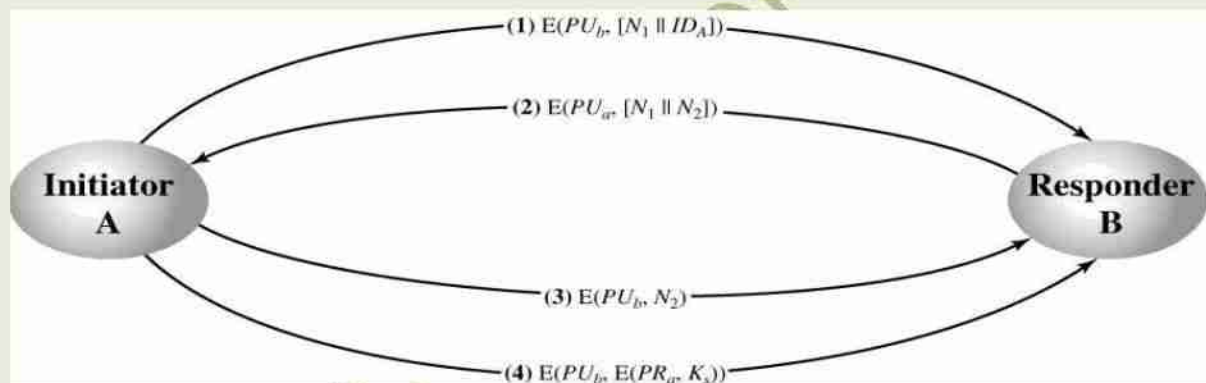 (1) E(PU_b, [N_1 || ID_A])
(2) E(PU_a, [N_1 || N_2])
Initiator
A
Responder
B
(3) E(PU_b, N_2)
(4) E(PU_b, E(PR_a, K_s))